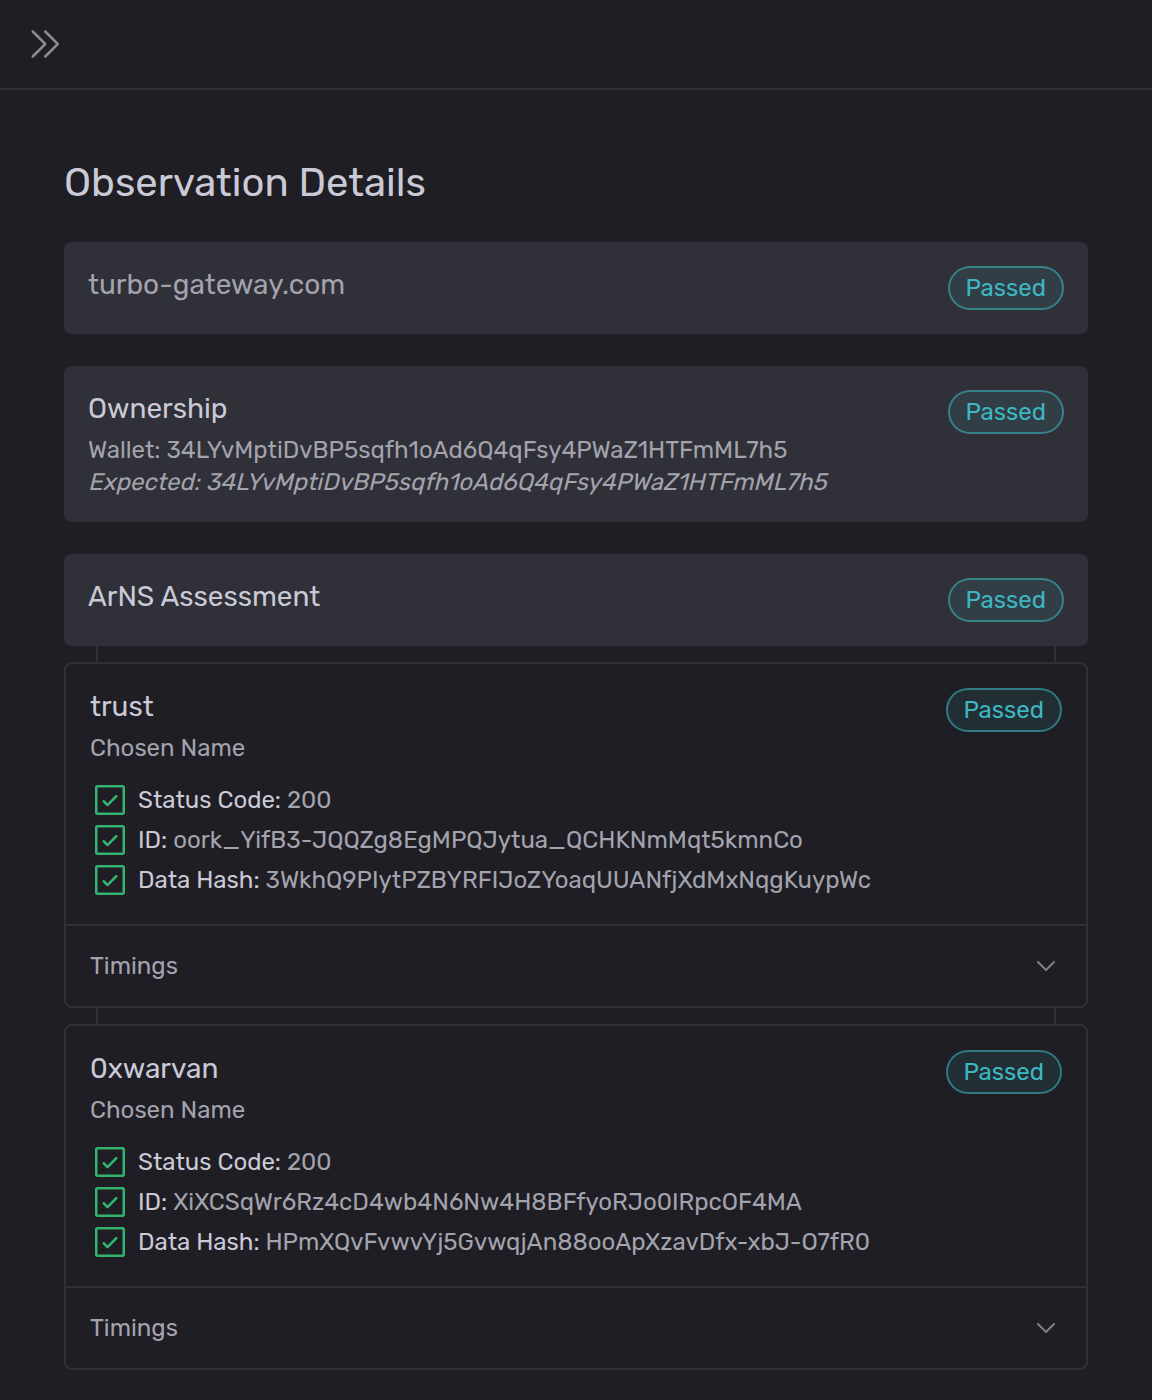 Observation Details
turbo-gateway.com
Passed
Ownership
Passed
Wallet: 34LYvMptiDvBP5sqfh1oAd6Q4qFsy4PWaZ1HTFmML7h5
Expected: 34LYvMptiDvBP5sqfh1oAd6Q4qFsy4PWaZ1HTFmML7h5
ArNS Assessment
Passed
trust
Passed
Chosen Name
Status Code: 200
ID: oork_YifB3-JQQZg8EgMPQJytua_QCHKNmMqt5kmnCo
Data Hash: 3WkhQ9PIytPZBYRFIJoZYoaqUUANfjXdMxNqgKuypWc
Timings
0xwarvan
Passed
Chosen Name
Status Code: 200
ID: XiXCSqWr6Rz4cD4wb4N6Nw4H8BFfyoRJo0IRpcOF4MA
Data Hash: HPmXQvFvwvYj5GvwqjAn88ooApXzavDfx-xbJ-O7fR0
Timings